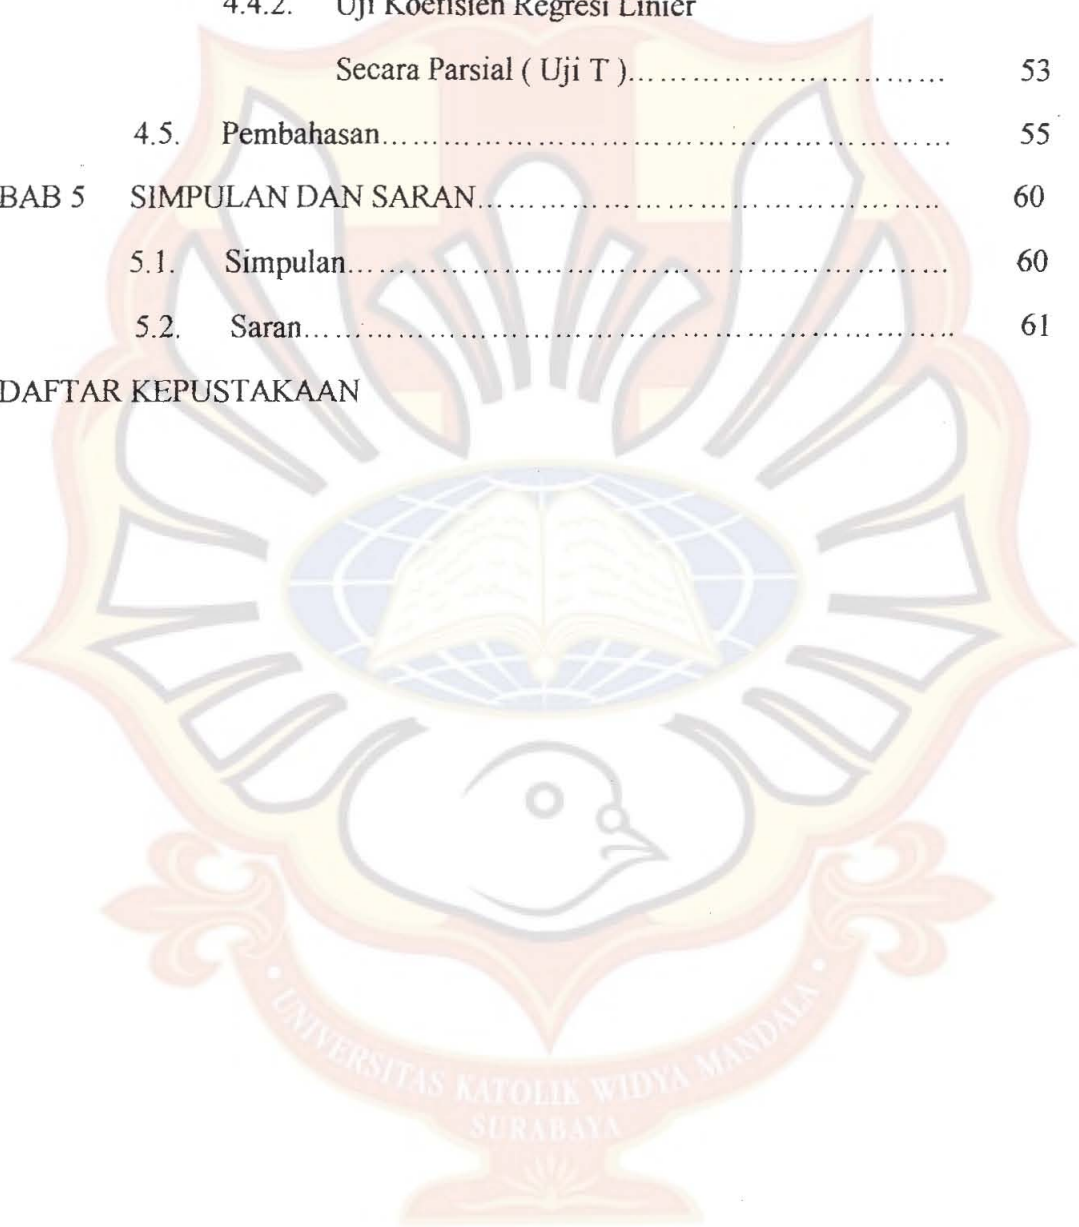 4.4.2. Uji Koefisien Regresi Linier
Secara Parsial ( Uji T )............................ 53
4.5. Pembahasan.................................................... 55
BAB 5 SIMPULAN DAN SARAN.......................................... 60
5.1. Simpulan....................................................... 60
5.2. Saran........................................................... 61
DAFTAR KEPUSTAKAAN
• UNIVERSITAS KATOLIK WIDYA MANDALA •
SURABAYA